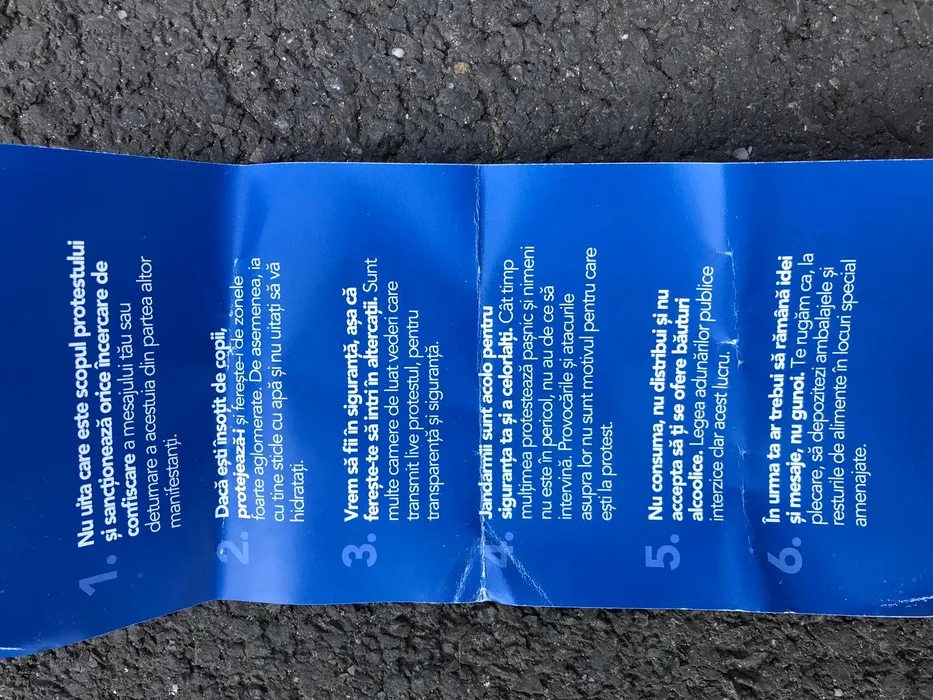 1.
Nu uita care este scopul protestului
și sancționează orice încercare de
confiscare a mesajului tău sau
deturnare a acestuia din partea altor
manifestanți.
2.
Dacă ești însoțit de copii,
protejează-i și ferește-i de zonele
foarte aglomerate. De asemenea, ia
cu tine sticle cu apă și nu uitați să vă
hidratați.
3.
Vrem să fii în siguranță, așa că
ferește-te să intri în altercații. Sunt
multe camere de luat vederi care
transmit live protestul, pentru
transparență și siguranță.
4.
Jandarmii sunt acolo pentru
siguranța ta și a celorlalți. Cât timp
mulțimea protestează pașnic și nimeni
nu este în pericol, nu au de ce să
intervină. Provocările și atacurile
asupra lor nu sunt motivul pentru care
ești la protest.
5.
Nu consuma, nu distribui și nu
accepta să ți se ofere băuturi
alcoolice. Legea adunărilor publice
interzice clar acest lucru.
6.
În urma ta ar trebui să rămână idei
și mesaje, nu gunoi. Te rugăm ca, la
plecare, să depozitezi ambalajele și
resturile de alimente în locuri special
amenajate.